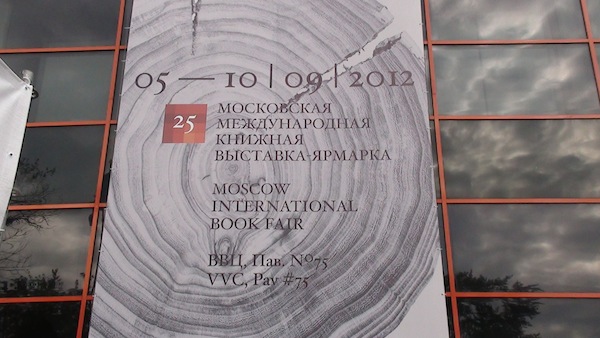 05 — 10 | 09 | 2012
25
МОСКОВСКАЯ
МЕЖДУНАРОДНАЯ
КНИЖНАЯ
ВЫСТАВКА-ЯРМАРКА
MOSCOW
INTERNATIONAL
BOOK FAIR
ВВЦ, Пав. №75
VVC, Pav #75